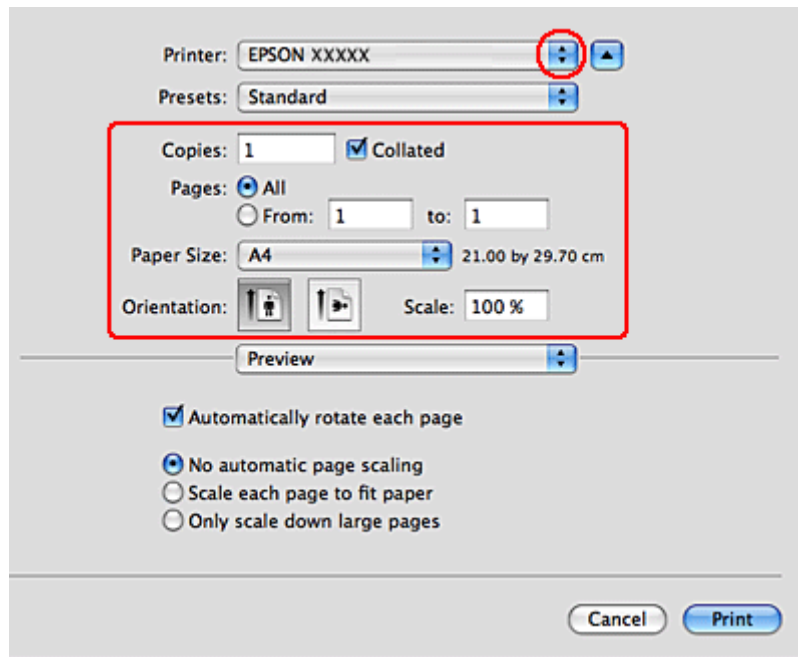 Printer: EPSON XXXXX
Presets: Standard
Copies: 1 Collated
Pages: All
From: 1 to: 1
Paper Size: A4 21.00 by 29.70 cm
Orientation: Scale: 100 %
Preview
Automatically rotate each page
No automatic page scaling
Scale each page to fit paper
Only scale down large pages
Cancel Print